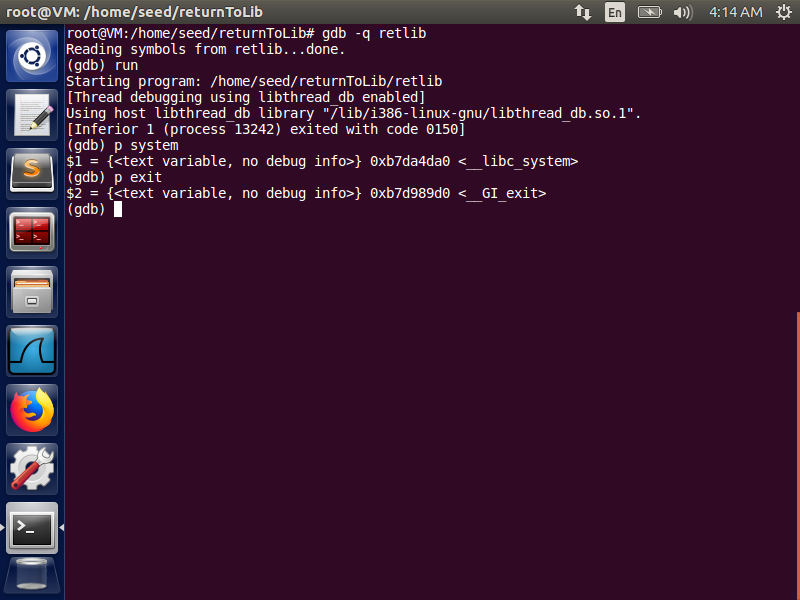 root@VM: /home/seed/returnToLib
En
4:14 AM
root@VM:/home/seed/returnToLib# gdb -q retlib
Reading symbols from retlib...done.
(gdb) run
Starting program: /home/seed/returnToLib/retlib
[Thread debugging using libthread_db enabled]
Using host libthread_db library "/lib/i386-linux-gnu/libthread_db.so.1".
[Inferior 1 (process 13242) exited with code 0150]
(gdb) p system
$1 = {<text variable, no debug info>} 0xb7da4da0 <__libc_system>
(gdb) p exit
$2 = {<text variable, no debug info>} 0xb7d989d0 <__GI_exit>
(gdb)